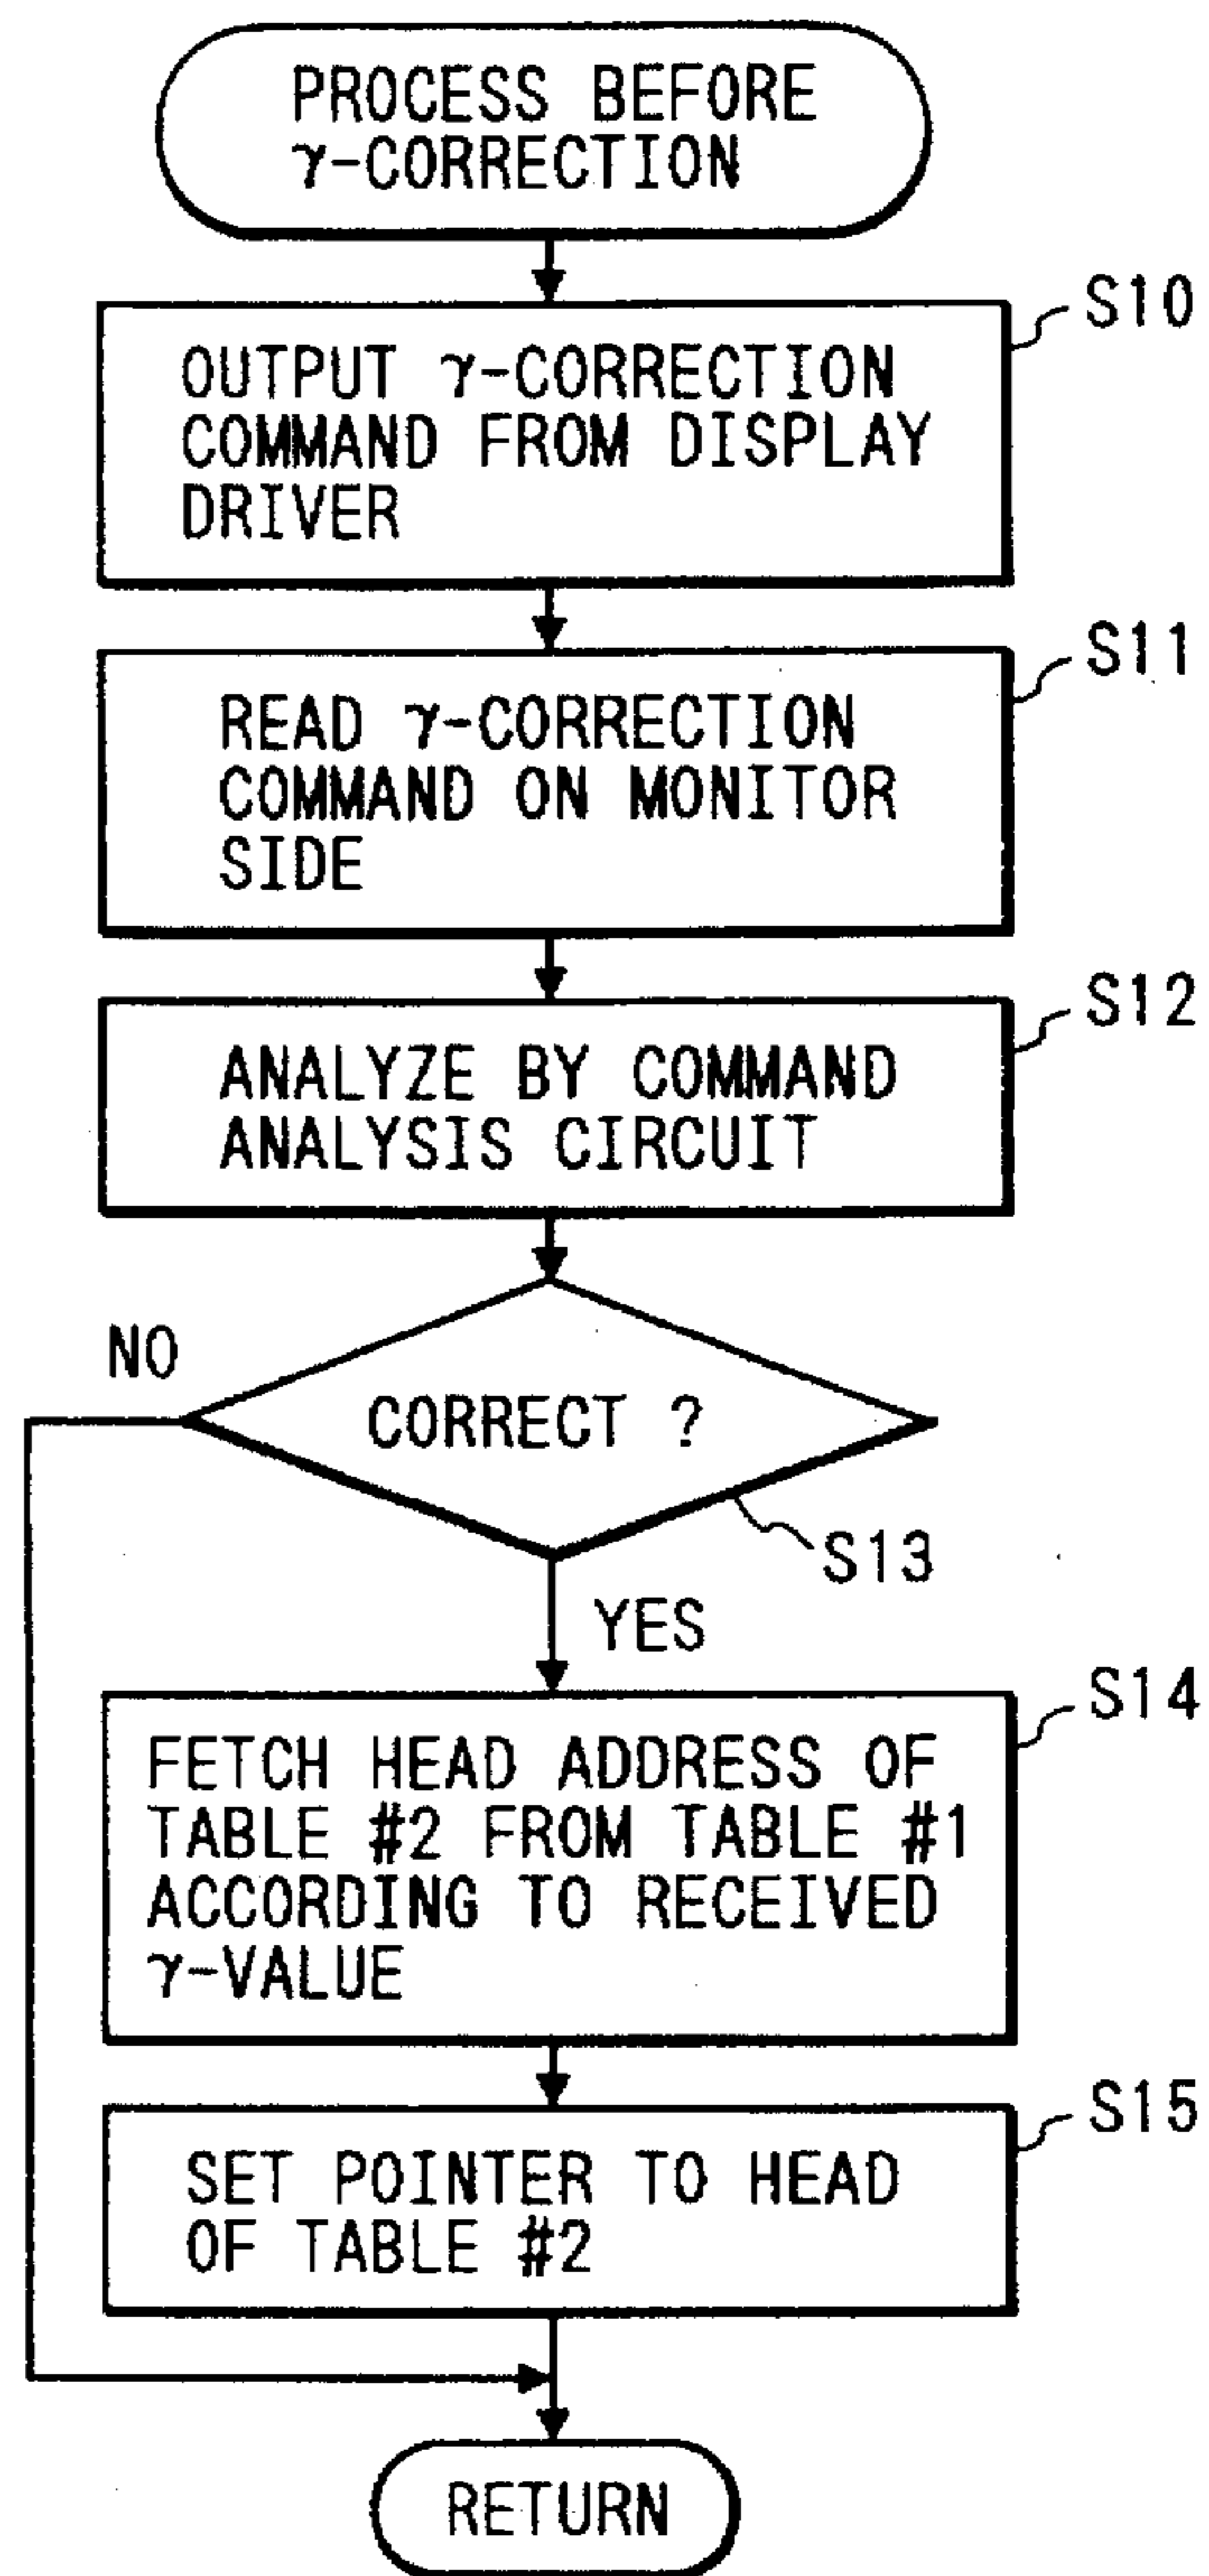 PROCESS BEFORE
γ-CORRECTION
S10
OUTPUT γ-CORRECTION
COMMAND FROM DISPLAY
DRIVER
S11
READ γ-CORRECTION
COMMAND ON MONITOR
SIDE
S12
ANALYZE BY COMMAND
ANALYSIS CIRCUIT
NO
CORRECT ?
S13
YES
S14
FETCH HEAD ADDRESS OF
TABLE #2 FROM TABLE #1
ACCORDING TO RECEIVED
γ-VALUE
S15
SET POINTER TO HEAD
OF TABLE #2
RETURN